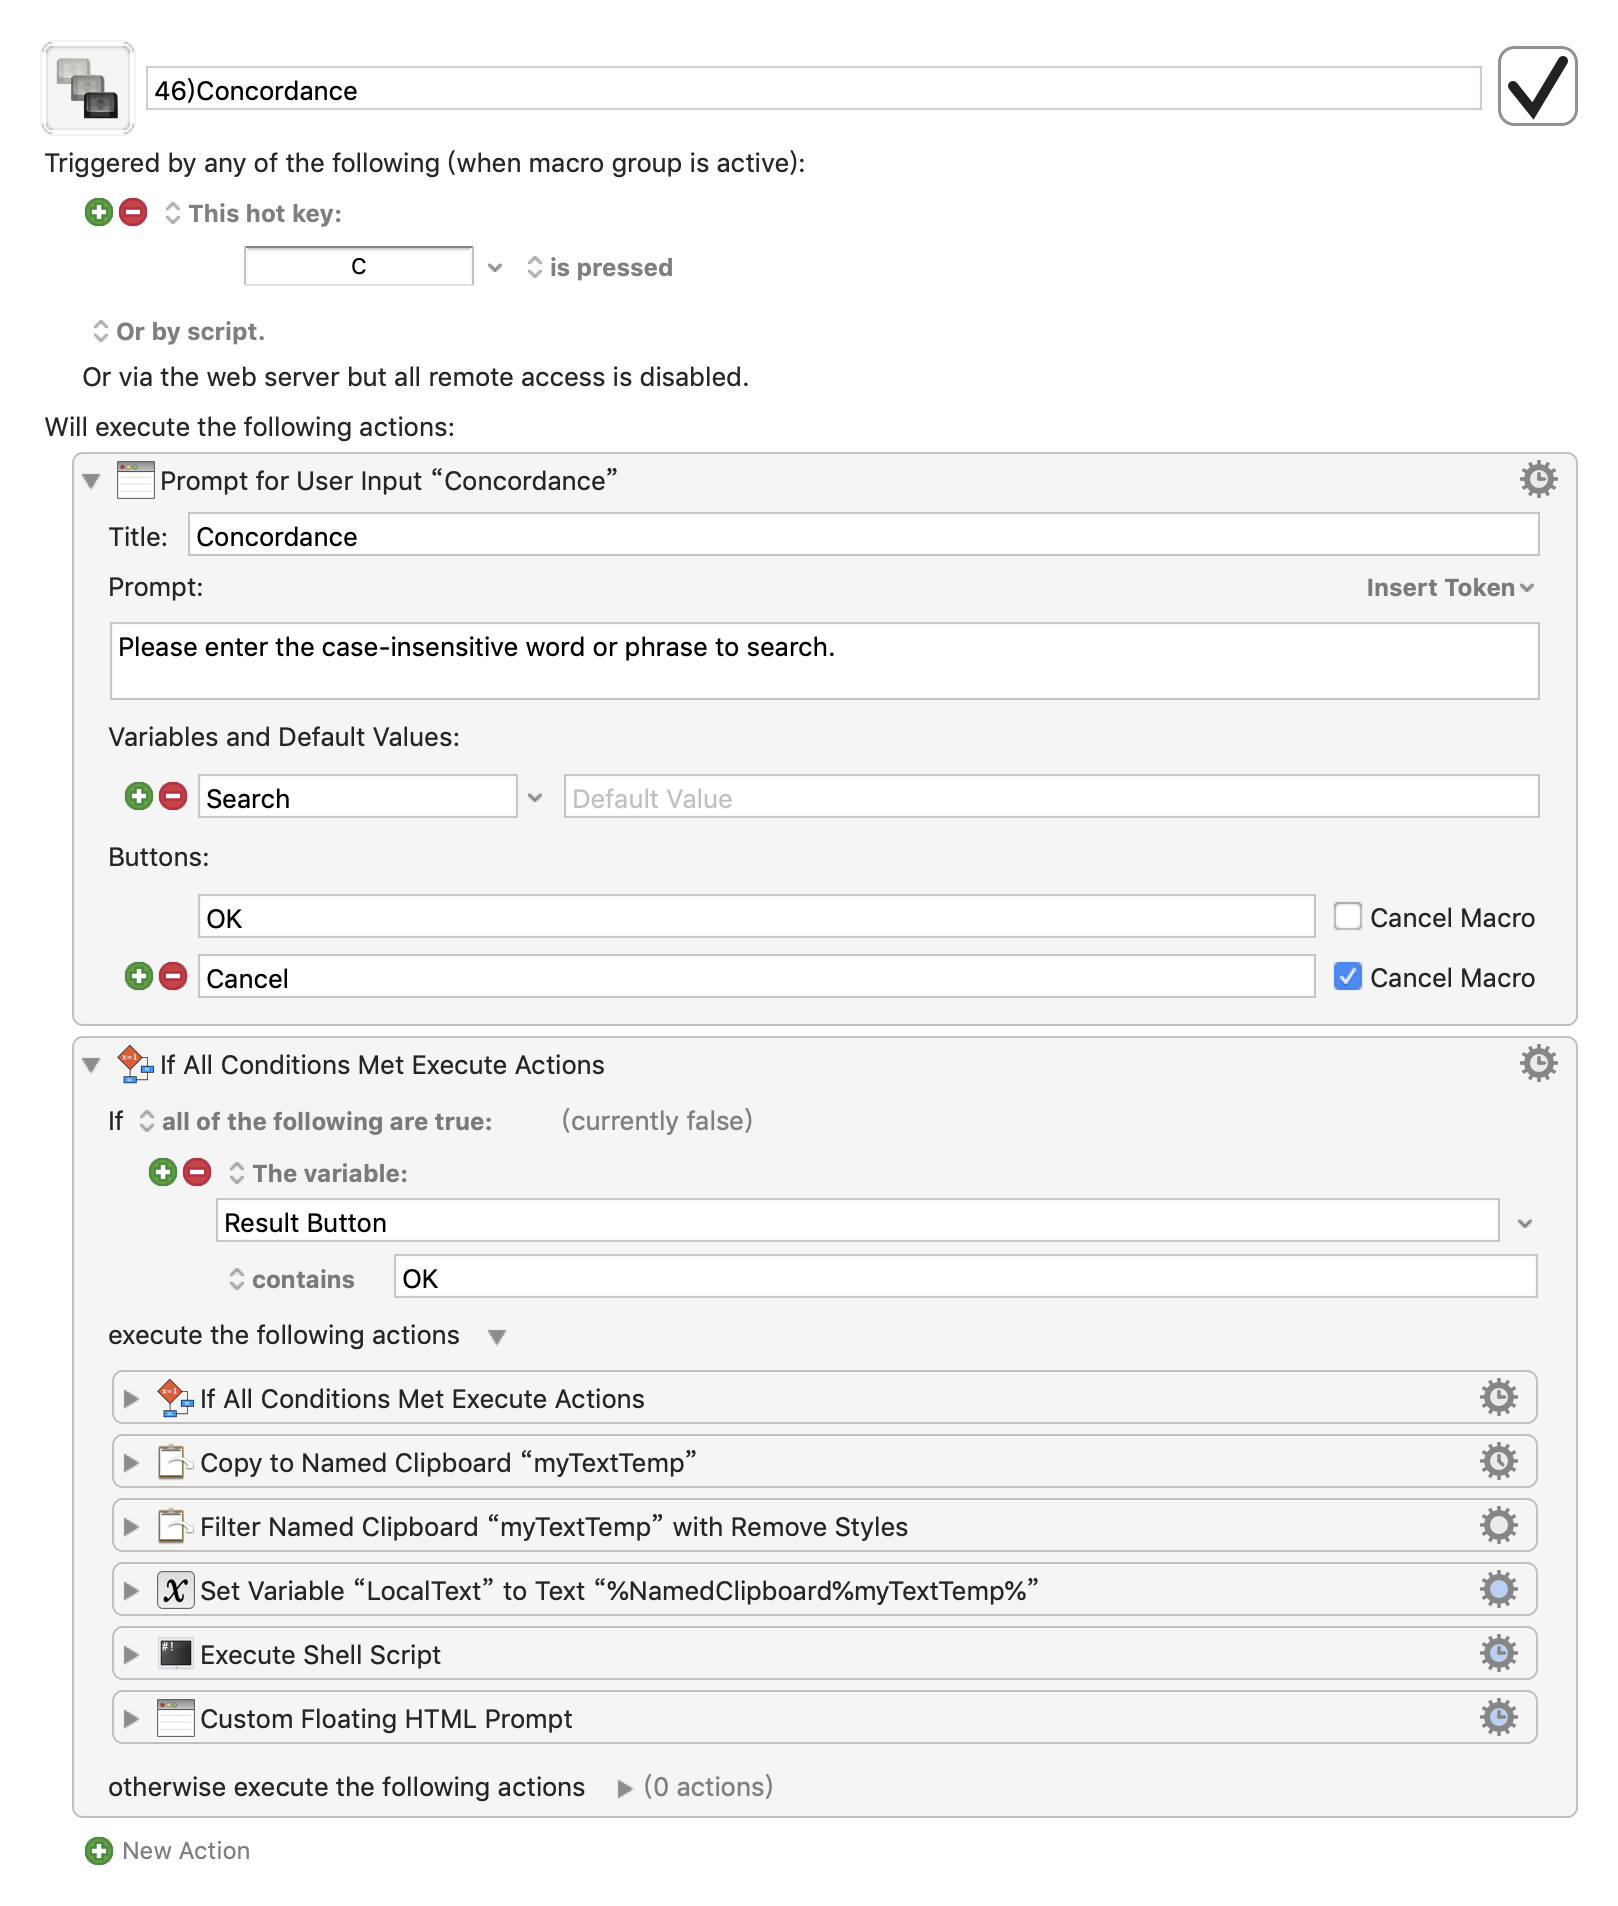 46)Concordance
Triggered by any of the following (when macro group is active):
This hot key:
C
is pressed
Or by script.
Or via the web server but all remote access is disabled.
Will execute the following actions:
Prompt for User Input “Concordance”
Title: Concordance
Prompt: Insert Token
Please enter the case-insensitive word or phrase to search.
Variables and Default Values:
Search Default Value
Buttons:
OK Cancel Macro
Cancel Cancel Macro
If All Conditions Met Execute Actions
If all of the following are true: (currently false)
The variable:
Result Button
contains OK
execute the following actions
If All Conditions Met Execute Actions
Copy to Named Clipboard “myTextTemp”
Filter Named Clipboard “myTextTemp” with Remove Styles
Set Variable “LocalText” to Text “%NamedClipboard%myTextTemp%”
Execute Shell Script
Custom Floating HTML Prompt
otherwise execute the following actions (0 actions)
New Action